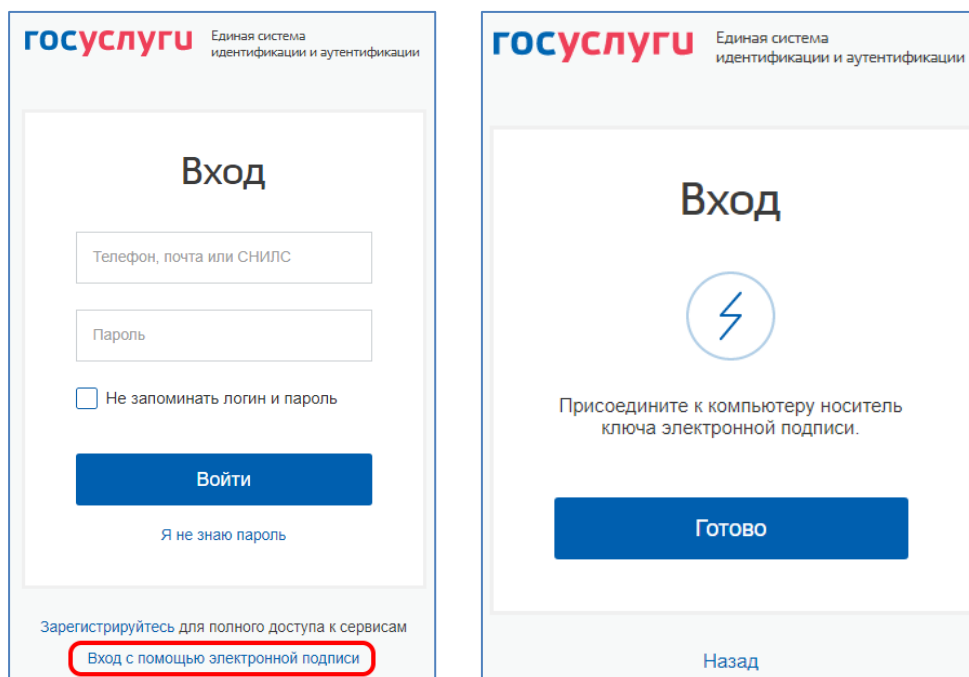 госуслуги
Единая система
идентификации и аутентификации
Вход
Телефон, почта или СНИЛС
Пароль
Не запоминать логин и пароль
Войти
Я не знаю пароль
Зарегистрируйтесь для полного доступа к сервисам
Вход с помощью электронной подписи
госуслуги
Единая система
идентификации и аутентификации
Вход
Присоедините к компьютеру носитель
ключа электронной подписи.
Готово
Назад